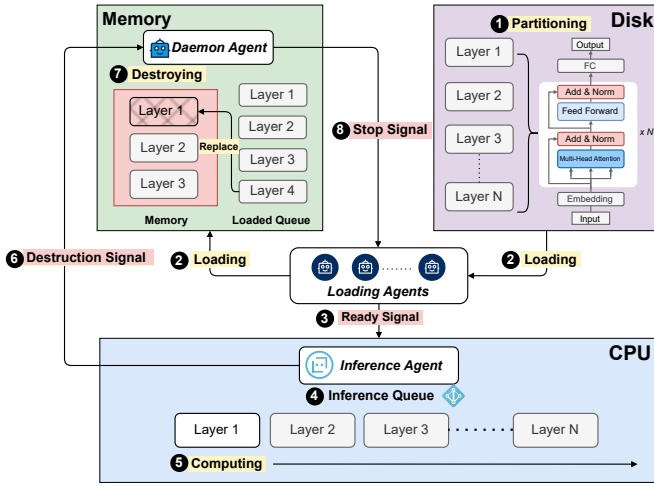 Memory
Daemon Agent
7 Destroying
Layer 1
Layer 2
Layer 3
Replace
Layer 1
Layer 2
Layer 3
Layer 4
Memory
Loaded Queue
8 Stop Signal
1 Partitioning
Disk
Layer 1
Layer 2
Layer 3
Layer N
Output
FC
Add & Norm
Feed Forward
Add & Norm
Multi-Head Attention
x N
Embedding
Input
6 Destruction Signal
2 Loading
2 Loading
Loading Agents
3 Ready Signal
CPU
Inference Agent
4 Inference Queue
Layer 1
Layer 2
Layer 3
Layer N
5 Computing